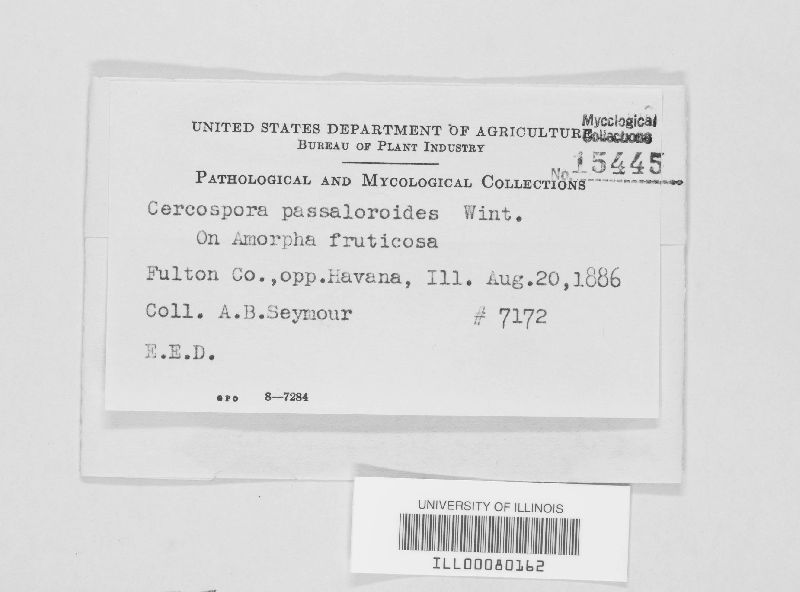 UNITED STATES DEPARTMENT OF AGRICULTURE
BUREAU OF PLANT INDUSTRY
Mycological
Collections
No. 15445
PATHOLOGICAL AND MYCOLOGICAL COLLECTIONS
Cercospora passaloroides Wint.
On Amorpha fruticosa
Fulton Co.,opp.Havana, Ill. Aug.20,1886
Coll. A.B.Seymour # 7172
E.E.D.
GPO 8—7284
UNIVERSITY OF ILLINOIS
ILL00080162